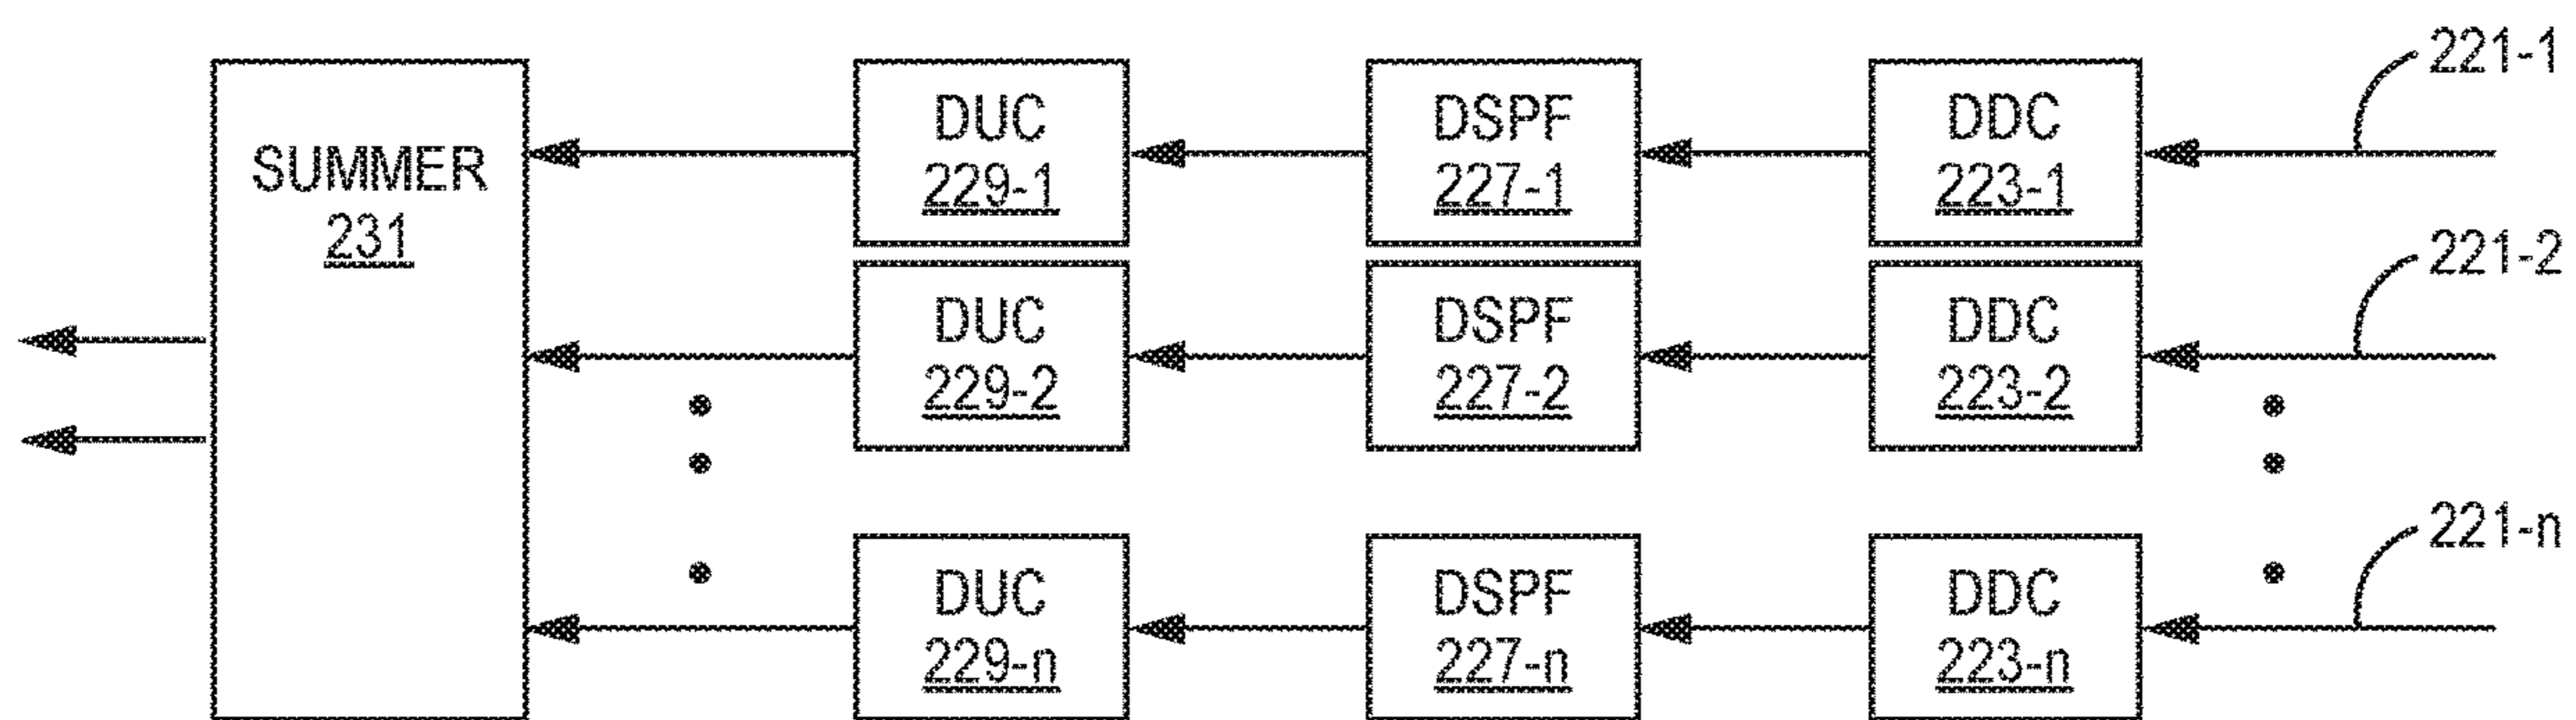 221-1
SUMMER
231
DUC
229-1
DSPF
227-1
DDC
223-1
221-2
DUC
229-2
DSPF
227-2
DDC
223-2
221-n
DUC
229-n
DSPF
227-n
DDC
223-n